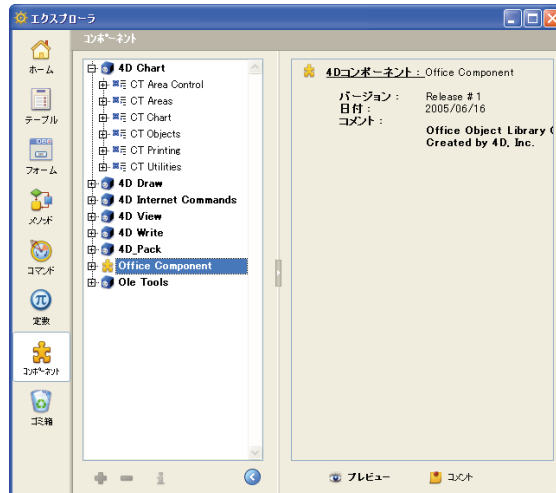 エクスプローラ
コンポーネント
ホーム
テーブル
フォーム
メソッド
コマンド
定数
コンポーネント
ゴミ箱
4D Chart
CT Area Control
CT Areas
CT Chart
CT Objects
CT Printing
CT Utilities
4D Draw
4D Internet Commands
4D View
4D Write
4D_Pack
Office Component
Ole Tools
4Dコンポーネント : Office Component
バージョン : Release #1
日付 : 2005/06/16
コメント :
Office Object Library (
Created by 4D, Inc.
プレビュー
コメント